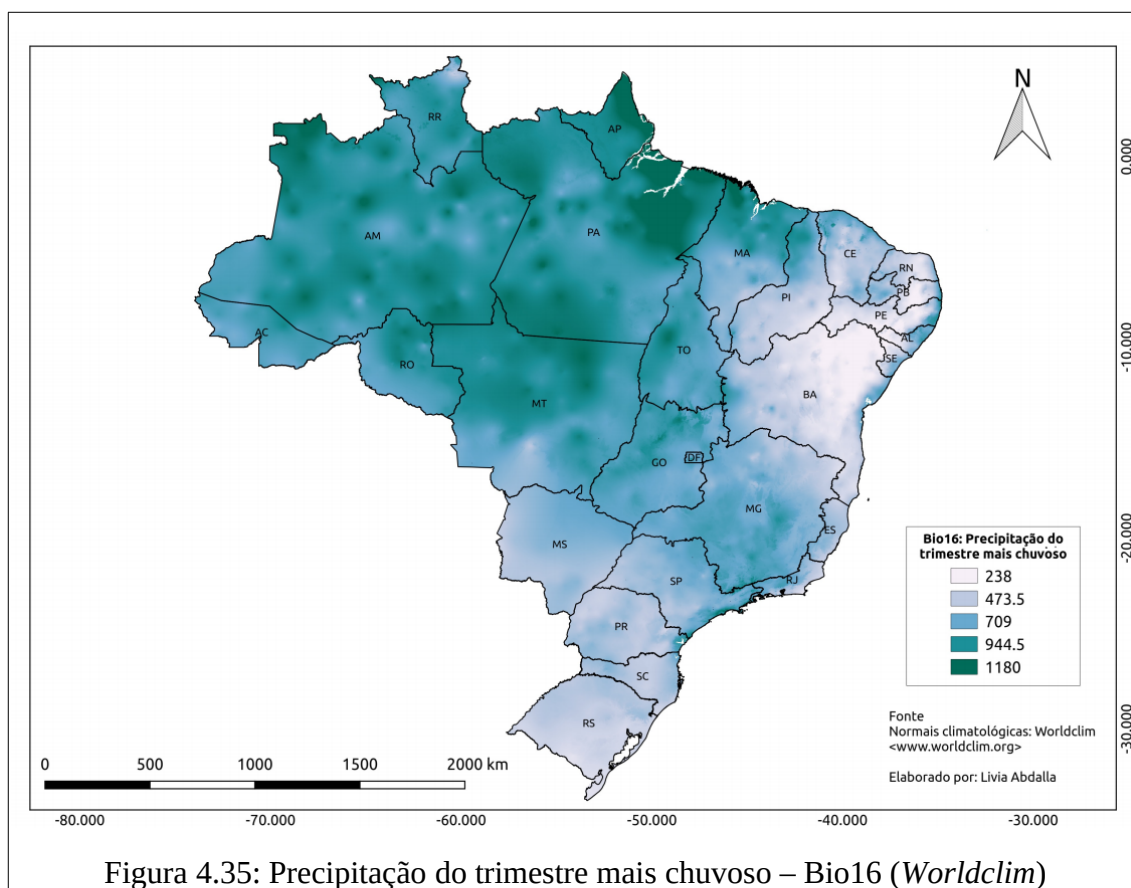 N
RR
AP
AM
PA
MA
CE
RN
PB
PI
PE
AL
SE
AC
RO
TO
BA
MT
GO
DF
MG
ES
MS
SP
RJ
PR
SC
RS
0.000
-10.000
-20.000
-30.000
Bio16: Precipitação do
trimestre mais chuvoso
238
473.5
709
944.5
1180
Fonte
Normais climatológicas: Worldclim
<www.worldclim.org>
Elaborado por: Livia Abdalla
0 500 1000 1500 2000 km
-80.000 -70.000 -60.000 -50.000 -40.000 -30.000
Figura 4.35: Precipitação do trimestre mais chuvoso – Bio16 (Worldclim)